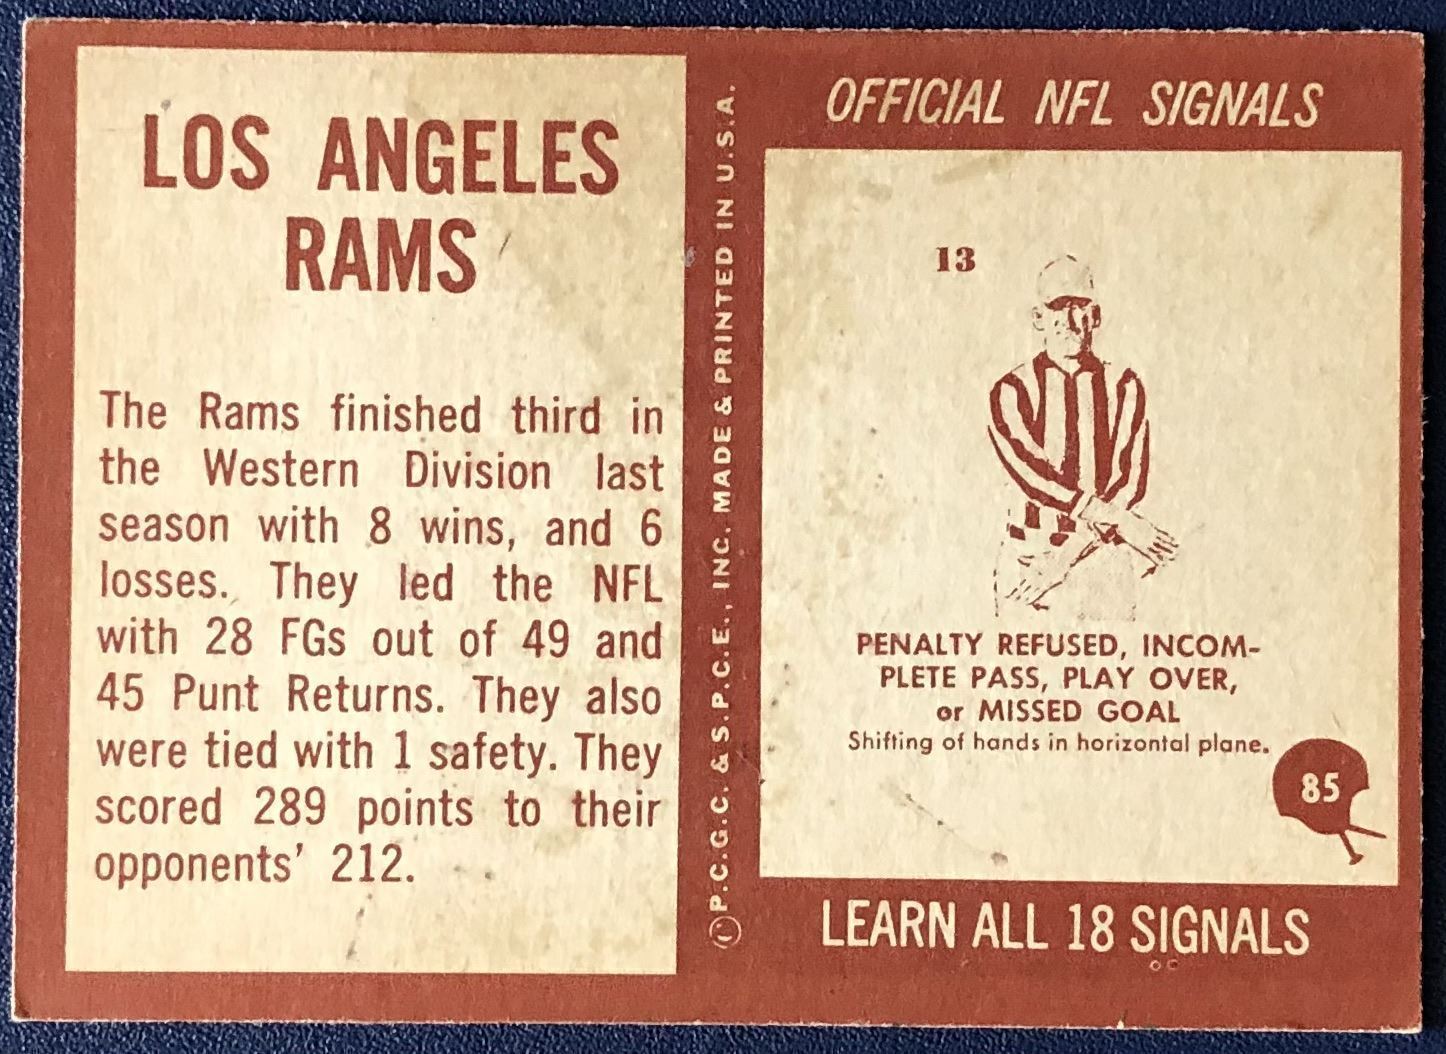 LOS ANGELES
RAMS
The Rams finished third in
the Western Division last
season with 8 wins, and 6
losses. They led the NFL
with 28 FGs out of 49 and
45 Punt Returns. They also
were tied with 1 safety. They
scored 289 points to their
opponents' 212.
©P.C.G.C. & S.P.C.E., INC. MADE & PRINTED IN U.S.A.
OFFICIAL NFL SIGNALS
13
PENALTY REFUSED, INCOM-
PLETE PASS, PLAY OVER,
or MISSED GOAL
Shifting of hands in horizontal plane.
85
LEARN ALL 18 SIGNALS